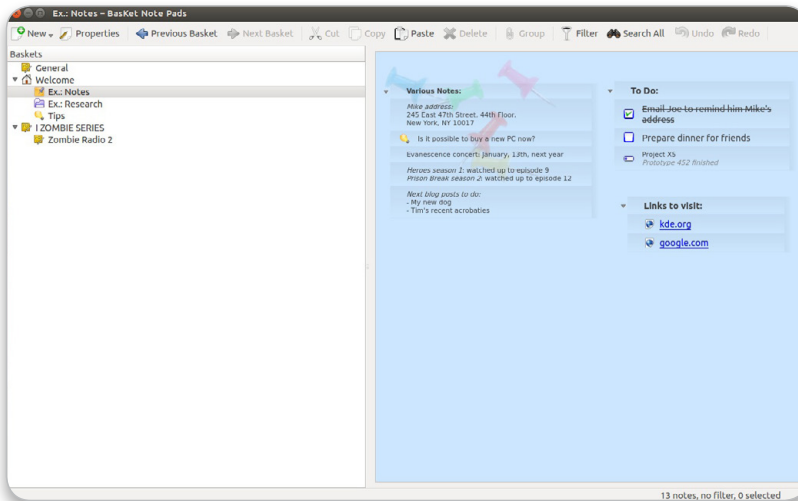 Ex.: Notes – BasKet Note Pads
New Properties Previous Basket Next Basket Cut Copy Paste Delete Group Filter Search All Undo Redo
Baskets
General
Welcome
Ex.: Notes
Ex.: Research
Tips
I ZOMBIE SERIES
Zombie Radio 2
Various Notes:
Mike address:
245 East 47th Street, 44th Floor,
New York, NY 10017
Is it possible to buy a new PC now?
Evanescence concert: January, 13th, next year
Heroes season 1: watched up to episode 9
Prison Break season 2: watched up to episode 12
Next blog posts to do:
- My new dog
- Tim's recent acrobaties
To Do:
Email Joe to remind him Mike's
address
Prepare dinner for friends
Project X5
Prototype 452 finished
Links to visit:
kde.org
google.com
13 notes, no filter, 0 selected